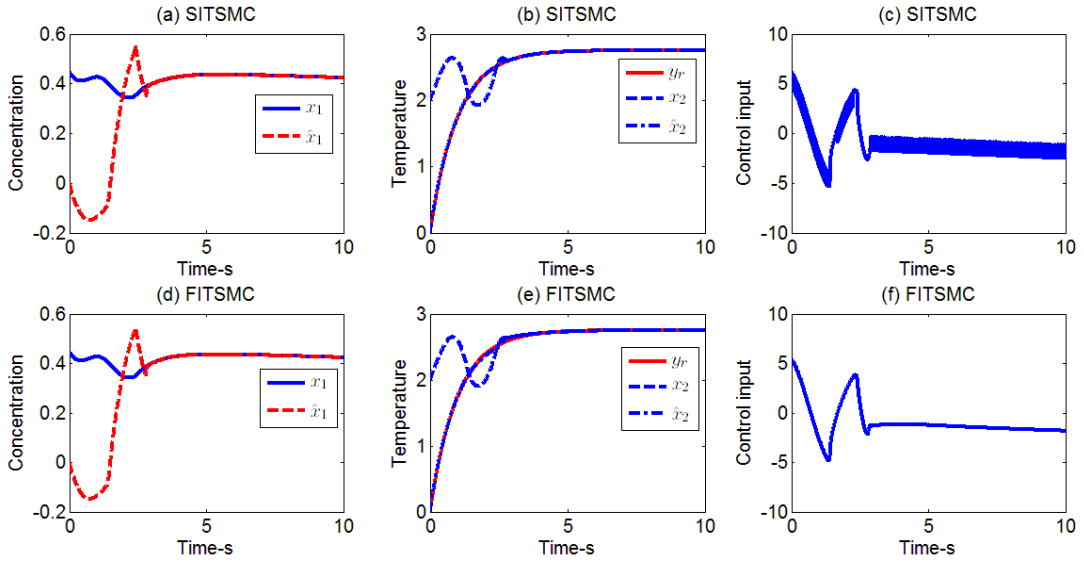 (a) SITSMC
Concentration
0.6
0.4
0.2
0
-0.2
0
5
10
Time-s
x₁
x̂₁
(b) SITSMC
Temperature
3
2
1
0
0
5
10
Time-s
yᵣ
x₂
x̂₂
(c) SITSMC
Control input
10
5
0
-5
-10
0
5
10
Time-s
(d) FITSMC
Concentration
0.6
0.4
0.2
0
-0.2
0
5
10
Time-s
x₁
x̂₁
(e) FITSMC
Temperature
3
2
1
0
0
5
10
Time-s
yᵣ
x₂
x̂₂
(f) FITSMC
Control input
10
5
0
-5
-10
0
5
10
Time-s